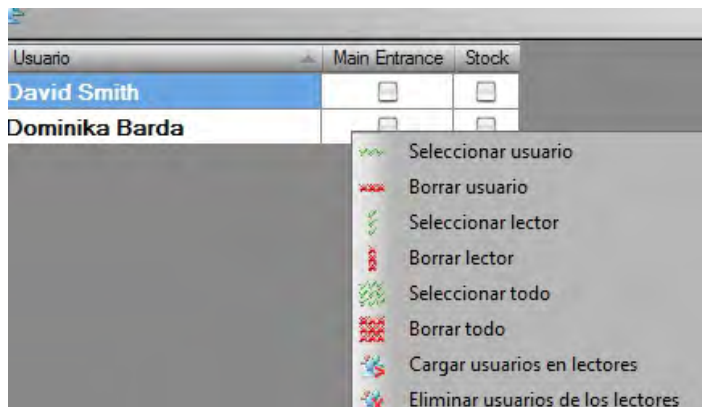 Usuario Main Entrance Stock
David Smith
Dominika Barda
Seleccionar usuario
Borrar usuario
Seleccionar lector
Borrar lector
Seleccionar todo
Borrar todo
Cargar usuarios en lectores
Eliminar usuarios de los lectores